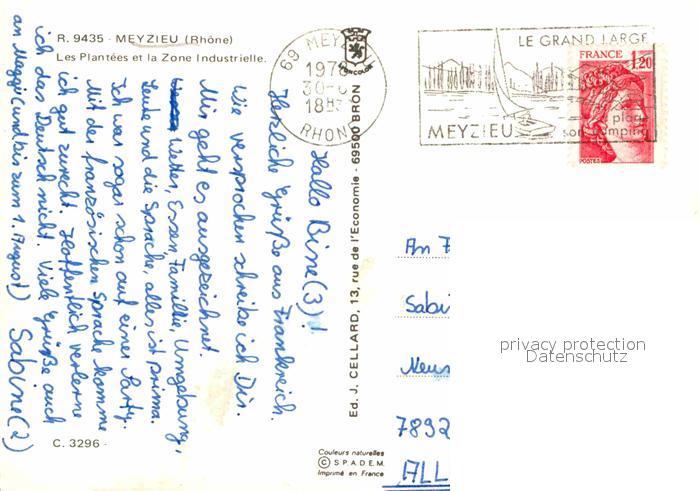 R. 9435 - MEYZIEU (Rhône)
Les Plantées et la Zone Industrielle.
69 MEY
30-
18H
RHONE
LE GRAND LARGE
MEYZIEU
FRANCE
1,20
POSTES
Hallo Bine (3)!
Herzliche Grüße aus Frankreich.
Wie versprochen schreibe ich Dir.
Mir geht es ausgezeichnet.
Wetter, Essen, Familie, Umgebung,
Leute und die Sprache, alles ist prima.
Ich war sogar schon auf einer Party.
Mit der französischen Sprache komme
ich gut zurecht. Hoffentlich verlerne
ich das Deutsch nicht. Viele Grüße auch
an Maggi (und bis zum 1. August) Sabine (2)
Ed. J. CELLARD, 13, rue de l'Economie - 69500 BRON
An F
Sabi
Neus
7892
ALL
privacy protection
Datenschutz
C. 3296 -
Couleurs naturelles
© S.P.A.D.E.M.
Imprimé en France